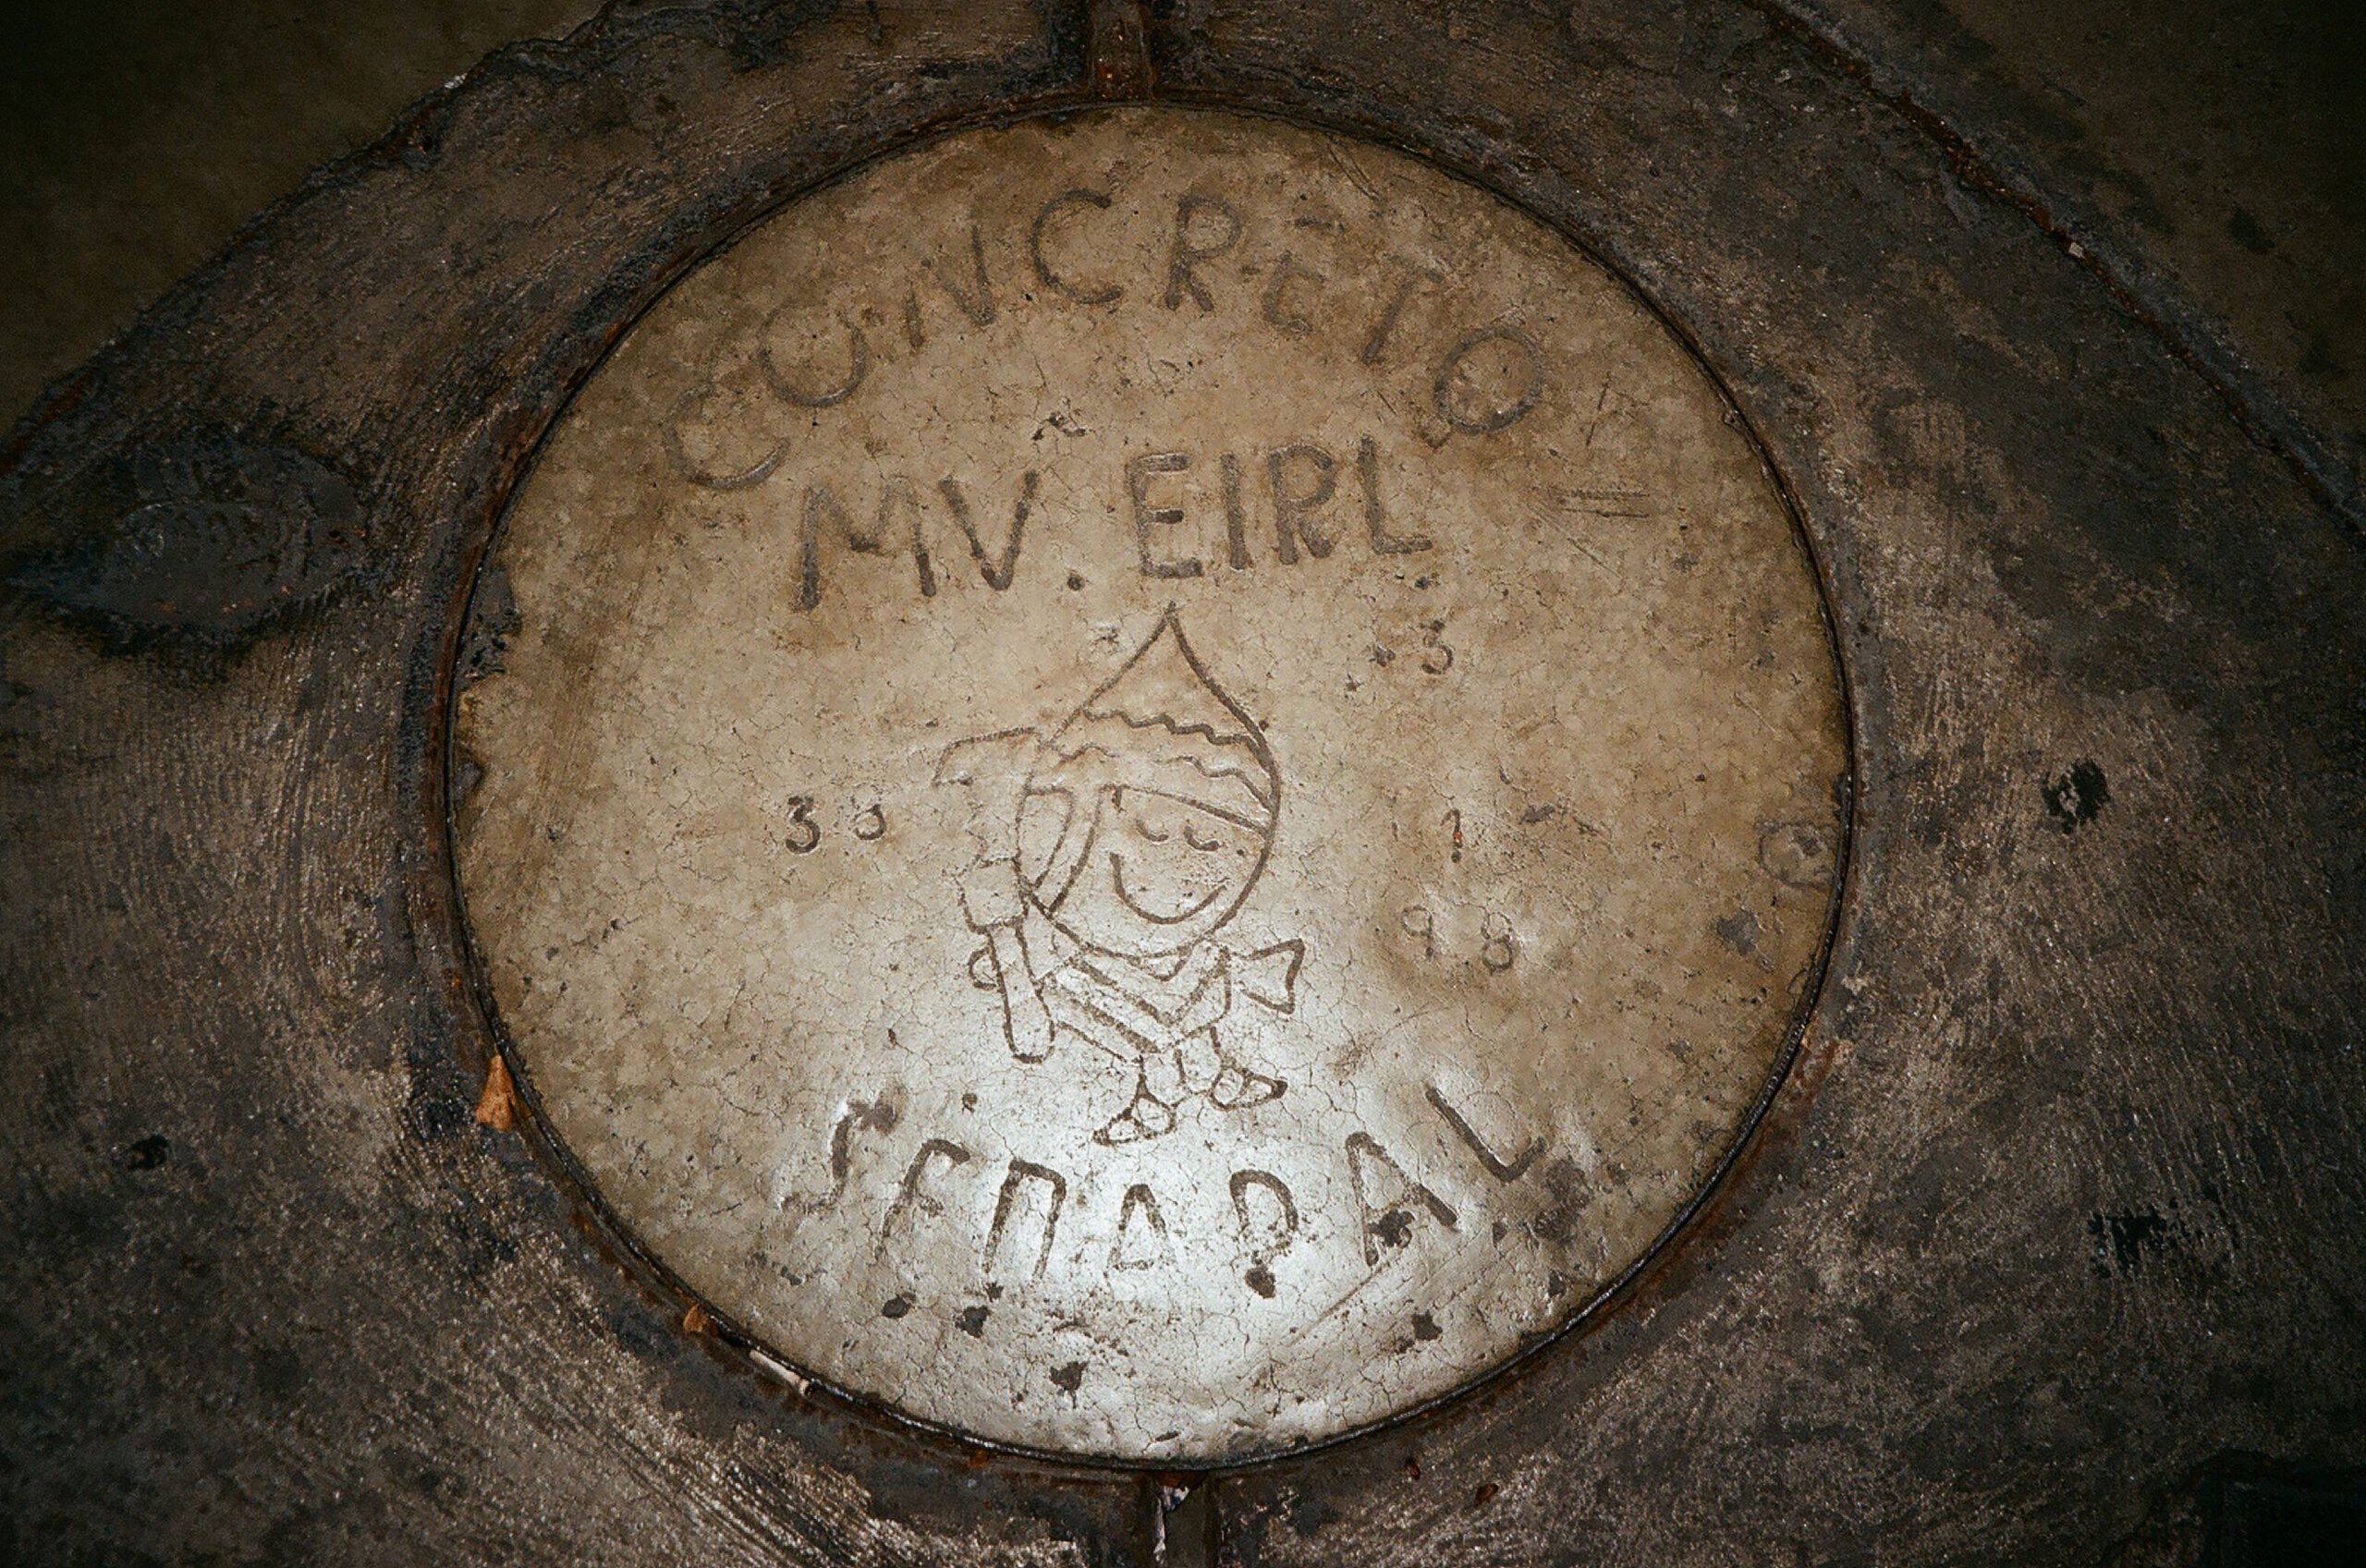 CONCRETO
MV. EIRL
3
33 1
98
SEDAPAL